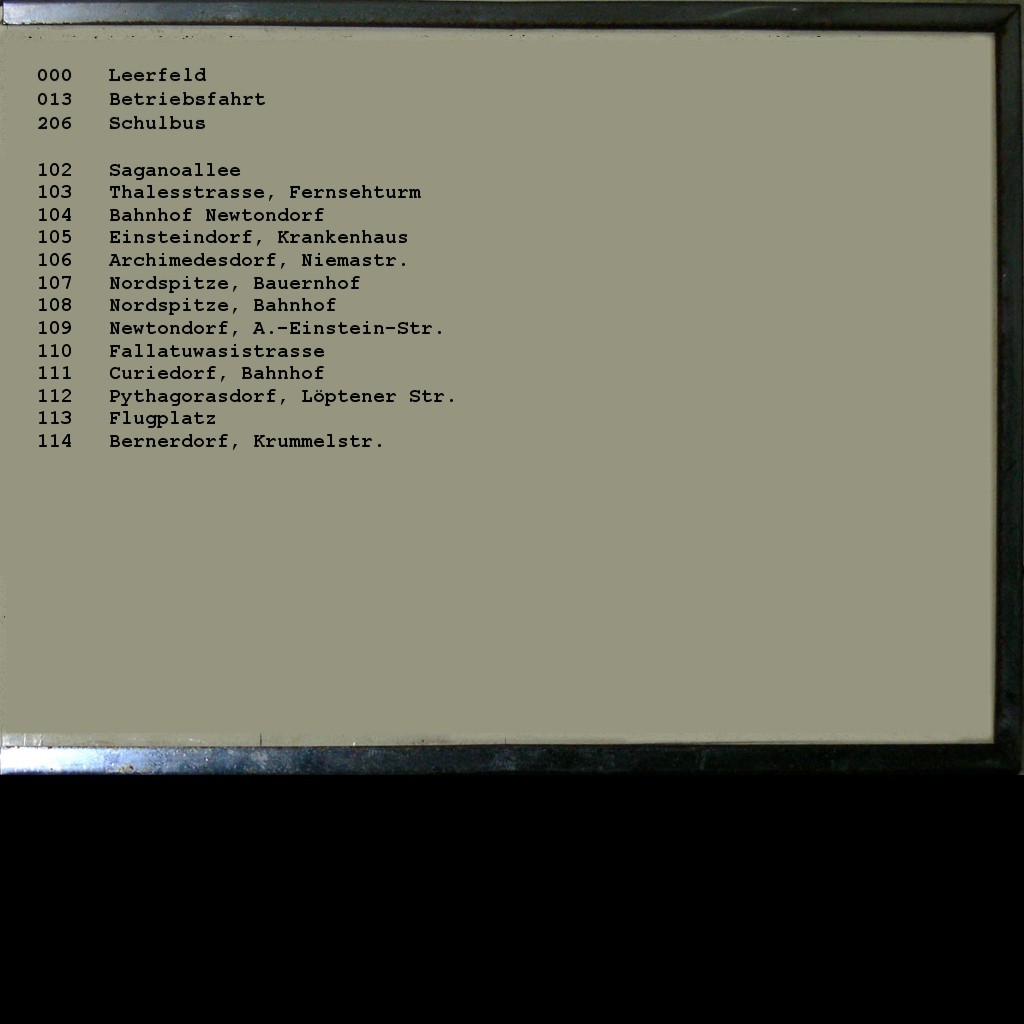 000 Leerfeld
013 Betriebsfahrt
206 Schulbus
102 Saganoallee
103 Thalesstrasse, Fernsehturm
104 Bahnhof Newtondorf
105 Einsteindorf, Krankenhaus
106 Archimedesdorf, Niemastr.
107 Nordspitze, Bauernhof
108 Nordspitze, Bahnhof
109 Newtondorf, A.-Einstein-Str.
110 Fallatuwasistrasse
111 Curiedorf, Bahnhof
112 Pythagorasdorf, Löptener Str.
113 Flugplatz
114 Bernerdorf, Krummelstr.